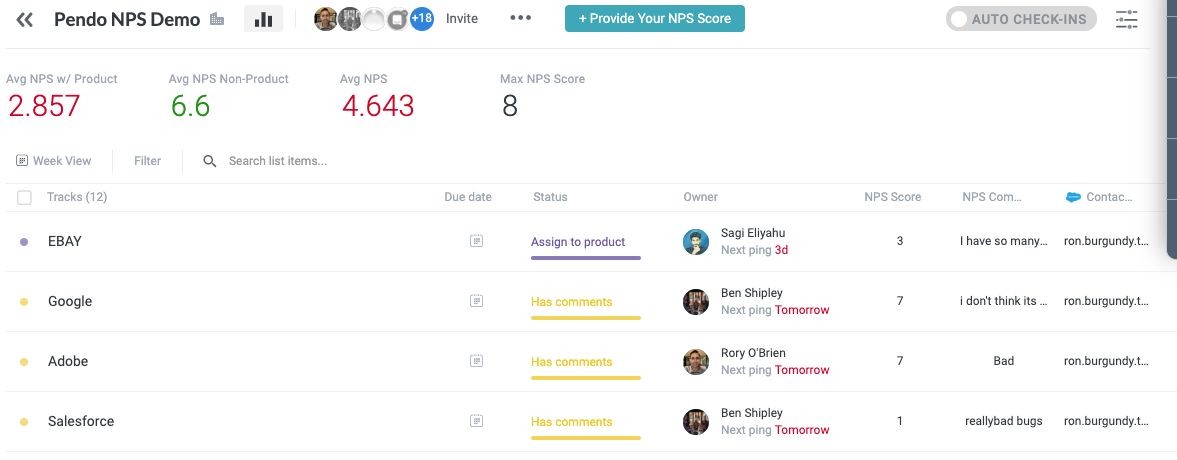 Pendo NPS Demo
+18
Invite
+ Provide Your NPS Score
AUTO CHECK-INS
Avg NPS w/ Product
Avg NPS Non-Product
Avg NPS
Max NPS Score
2.857
6.6
4.643
8
Week View
Filter
Search list items...
Tracks (12)
Due date
Status
Owner
NPS Score
NPS Com...
Contac...
EBAY
Assign to product
Sagi Eliyahu
Next ping 3d
3
I have so many...
ron.burgundy.t...
Google
Has comments
Ben Shipley
Next ping Tomorrow
7
i don't think its ...
ron.burgundy.t...
Adobe
Has comments
Rory O'Brien
Next ping Tomorrow
7
Bad
ron.burgundy.t...
Salesforce
Has comments
Ben Shipley
Next ping Tomorrow
1
reallybad bugs
ron.burgundy.t...